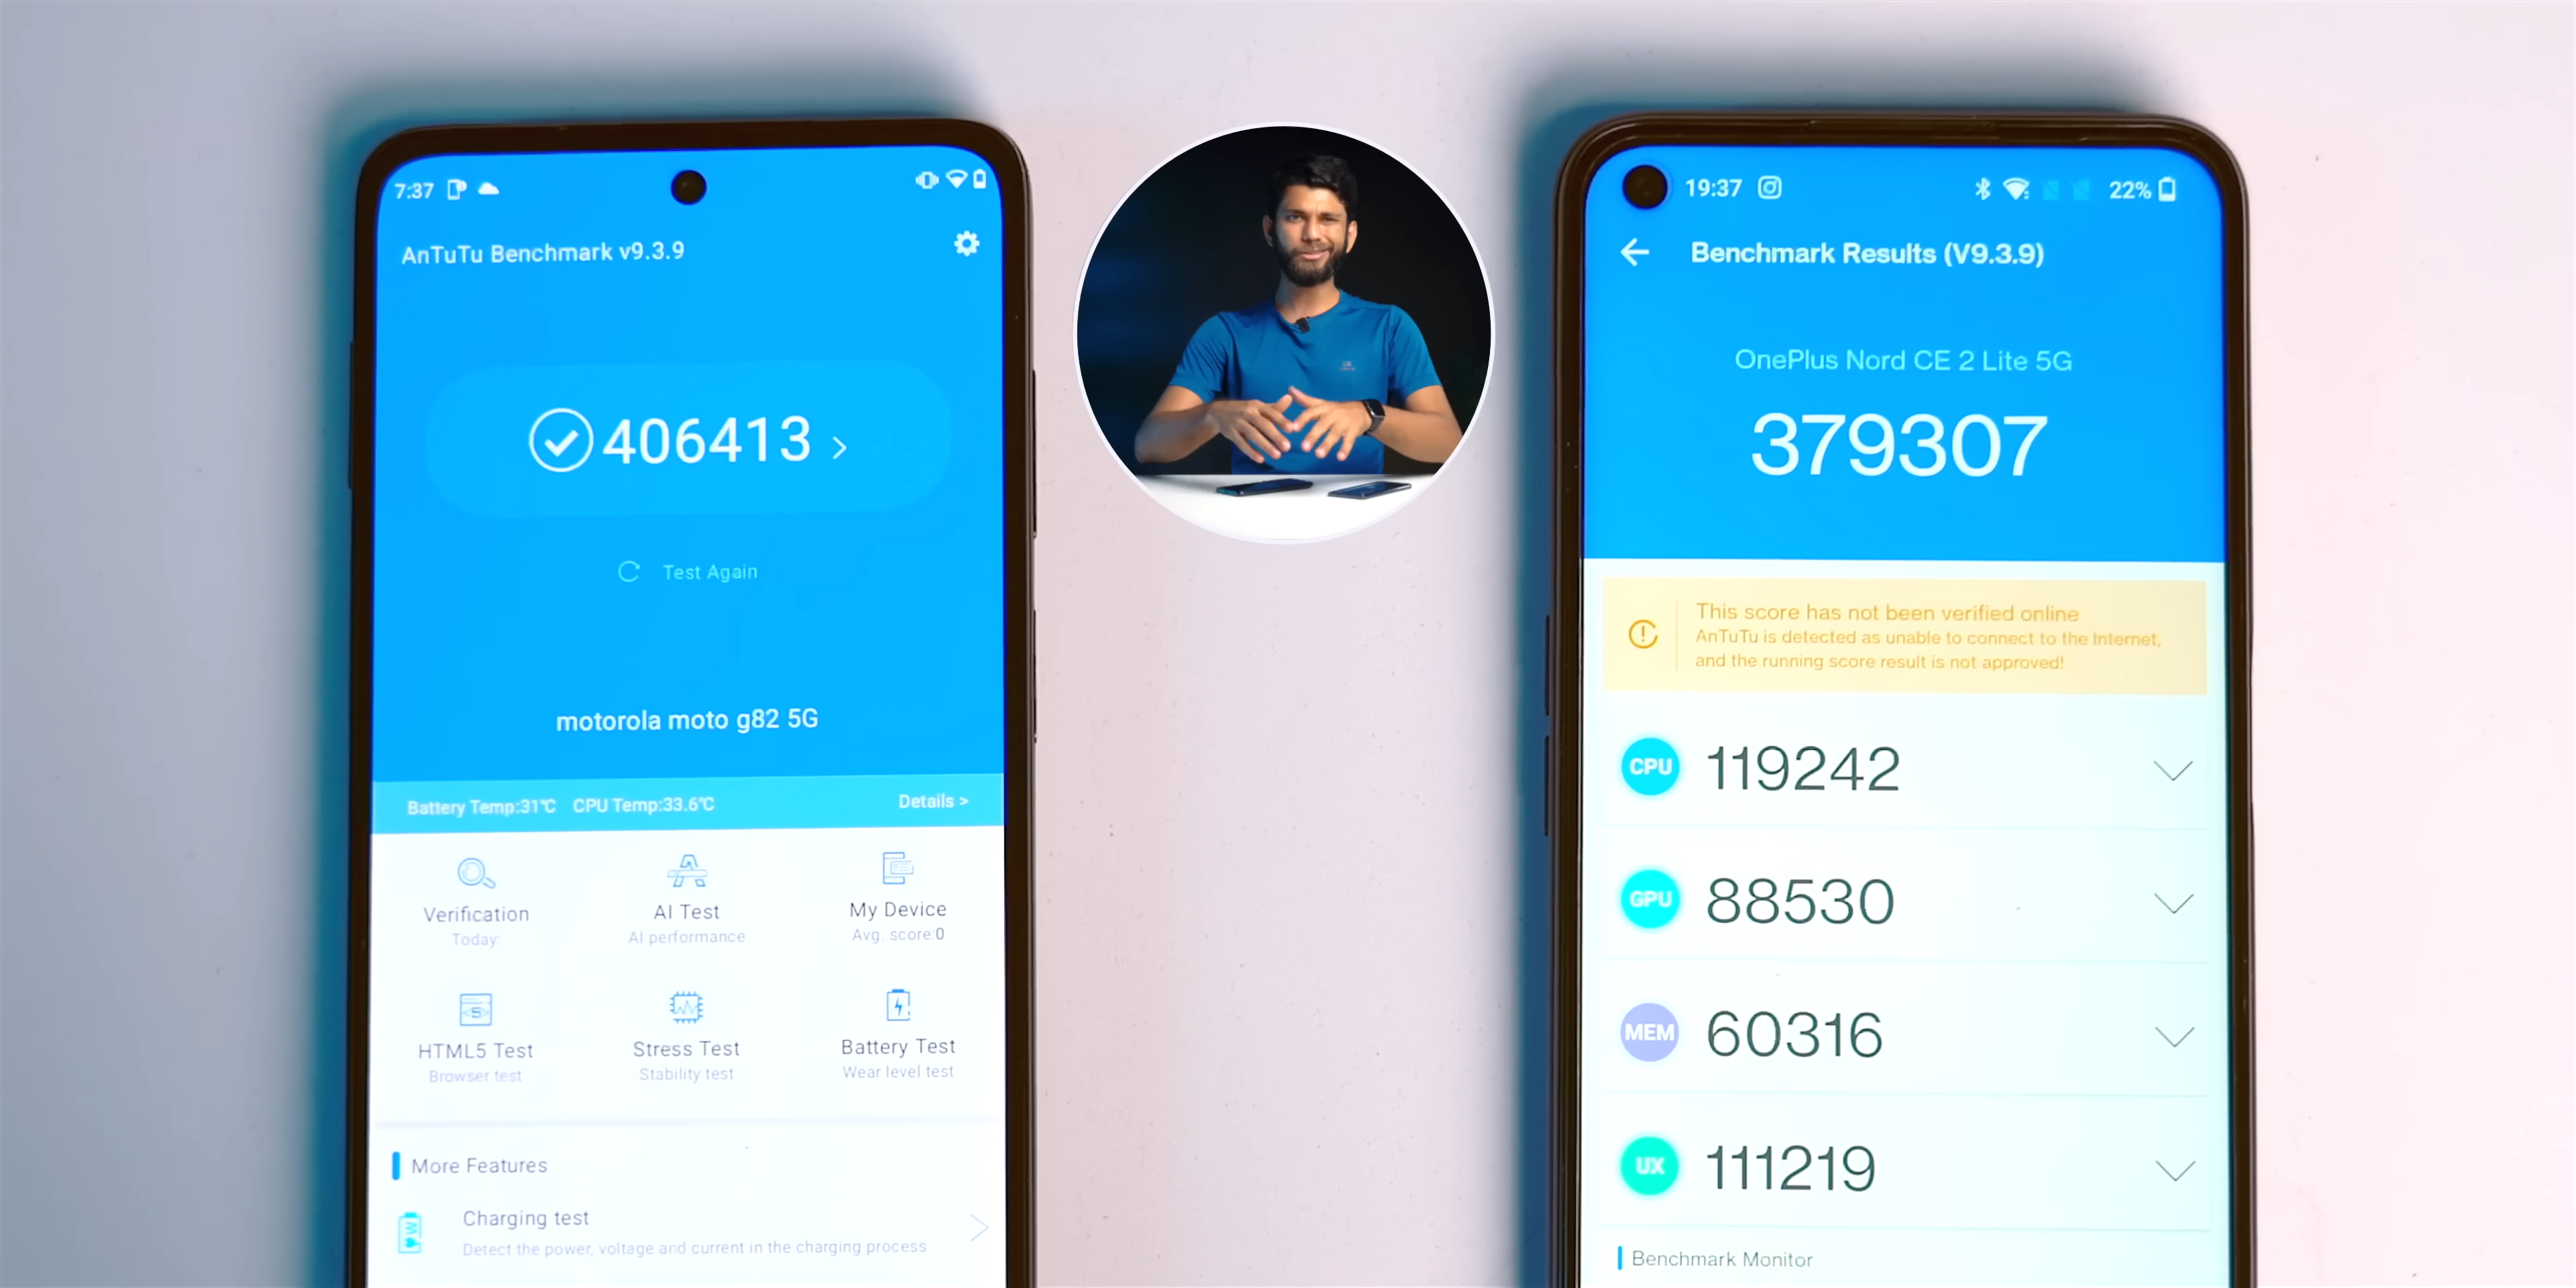 7:37
AnTuTu Benchmark v9.3.9
406413 >
Test Again
motorola moto g82 5G
Battery Temp:31℃ CPU Temp:33.6℃ Details >
Verification
Today:
AI Test
AI performance
My Device
Avg. score:0
HTML5 Test
Browser test
Stress Test
Stability test
Battery Test
Wear level test
More Features
Charging test
Detect the power, voltage and current in the charging process
19:37 22%
Benchmark Results (V9.3.9)
OnePlus Nord CE 2 Lite 5G
379307
This score has not been verified online
AnTuTu is detected as unable to connect to the Internet,
and the running score result is not approved!
CPU 119242
GPU 88530
MEM 60316
UX 111219
Benchmark Monitor